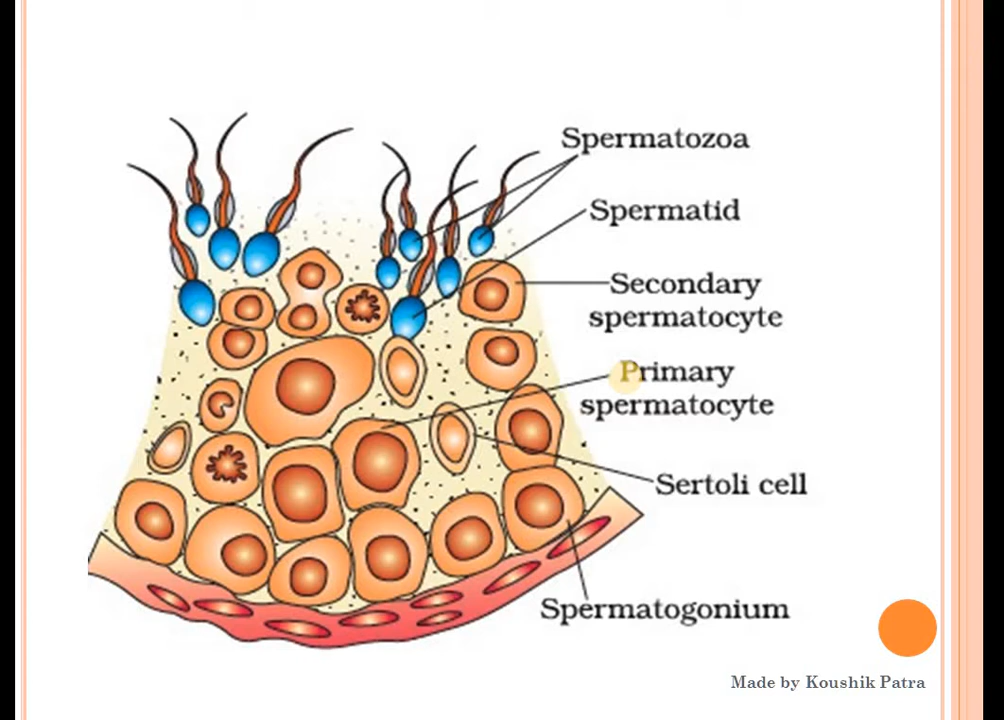 Spermatozoa
Spermatid
Secondary
spermatocyte
Primary
spermatocyte
Sertoli cell
Spermatogonium
Made by Koushik Patra